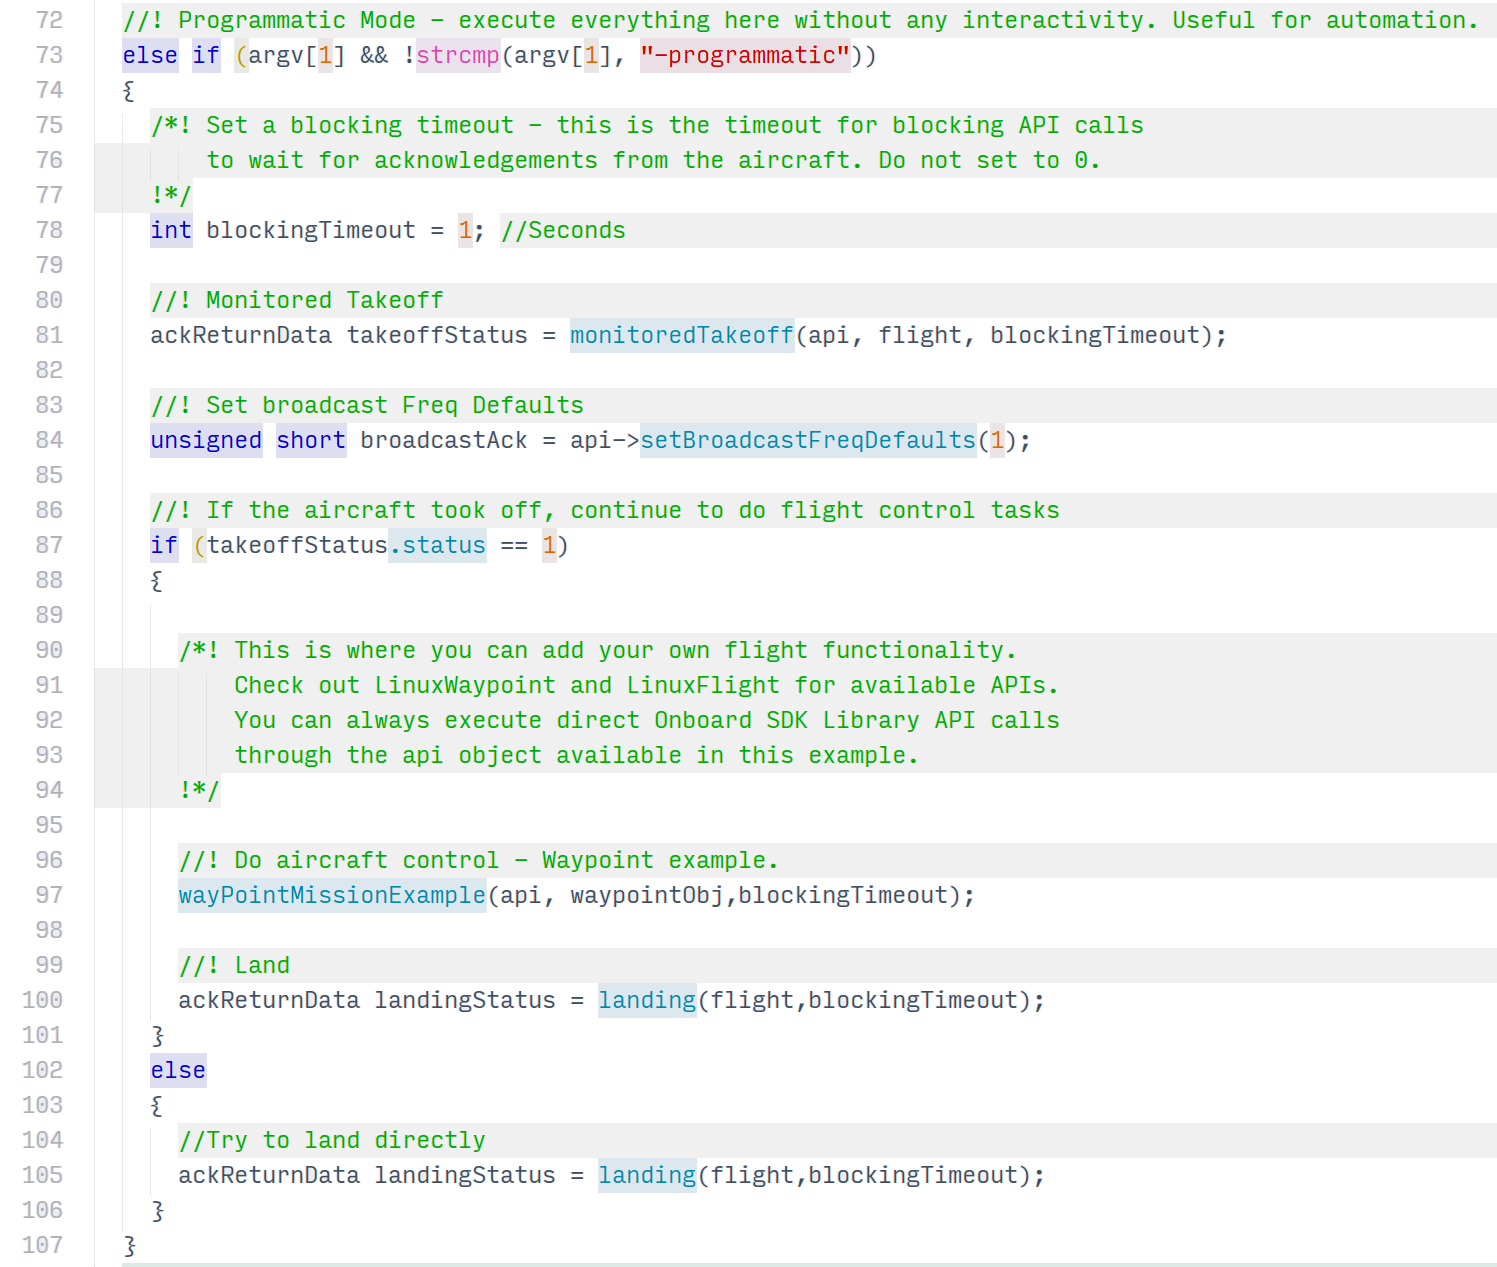 72 //! Programmatic Mode - execute everything here without any interactivity. Useful for automation.
73 else if (argv[1] && !strcmp(argv[1], "-programmatic"))
74 {
75 /*! Set a blocking timeout - this is the timeout for blocking API calls
76 to wait for acknowledgements from the aircraft. Do not set to 0.
77 !*/
78 int blockingTimeout = 1; //Seconds
79
80 //! Monitored Takeoff
81 ackReturnData takeoffStatus = monitoredTakeoff(api, flight, blockingTimeout);
82
83 //! Set broadcast Freq Defaults
84 unsigned short broadcastAck = api->setBroadcastFreqDefaults(1);
85
86 //! If the aircraft took off, continue to do flight control tasks
87 if (takeoffStatus.status == 1)
88 {
89
90 /*! This is where you can add your own flight functionality.
91 Check out LinuxWaypoint and LinuxFlight for available APIs.
92 You can always execute direct Onboard SDK Library API calls
93 through the api object available in this example.
94 !*/
95
96 //! Do aircraft control - Waypoint example.
97 wayPointMissionExample(api, waypointObj,blockingTimeout);
98
99 //! Land
100 ackReturnData landingStatus = landing(flight,blockingTimeout);
101 }
102 else
103 {
104 //Try to land directly
105 ackReturnData landingStatus = landing(flight,blockingTimeout);
106 }
107 }